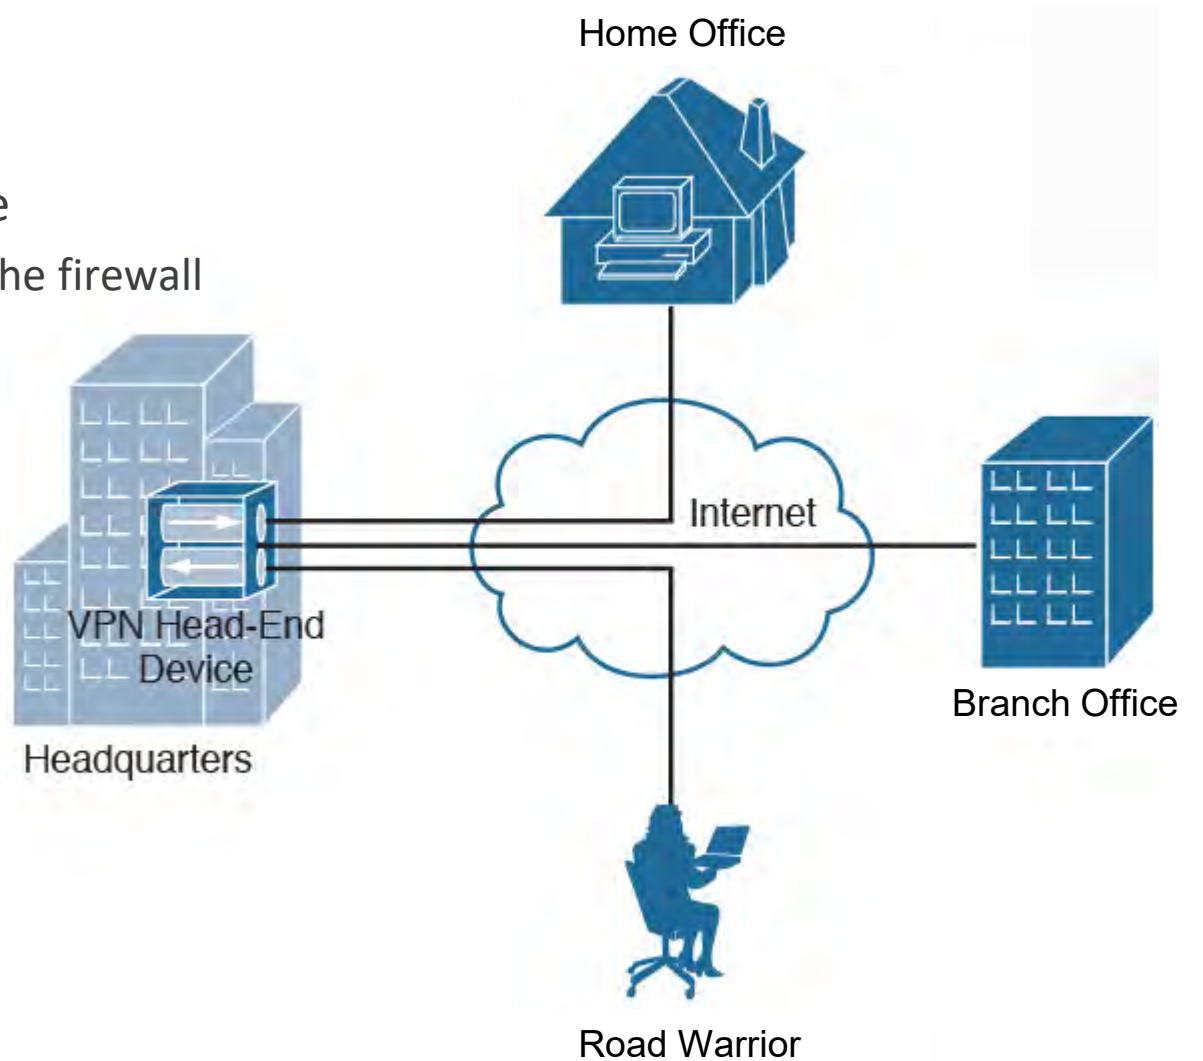 Home Office
e
he firewall
Internet
VPN Head-End
Device
Branch Office
Headquarters
Road Warrior